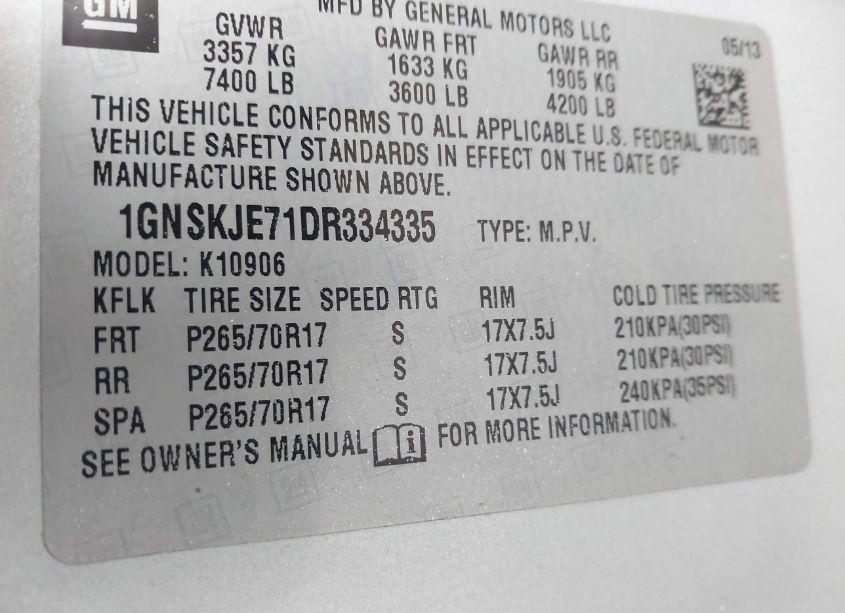 GM
MFD BY GENERAL MOTORS LLC
GVWR GAWR FRT GAWR RR 05/13
3357 KG 1633 KG 1905 KG
7400 LB 3600 LB 4200 LB
THIS VEHICLE CONFORMS TO ALL APPLICABLE U.S. FEDERAL MOTOR
VEHICLE SAFETY STANDARDS IN EFFECT ON THE DATE OF
MANUFACTURE SHOWN ABOVE.
1GNSKJE71DR334335 TYPE: M.P.V.
MODEL: K10906
KFLK TIRE SIZE SPEED RTG RIM COLD TIRE PRESSURE
FRT P265/70R17 S 17X7.5J 210KPA(30PSI)
RR P265/70R17 S 17X7.5J 210KPA(30PSI)
SPA P265/70R17 S 17X7.5J 240KPA(35PSI)
SEE OWNER'S MANUAL i FOR MORE INFORMATION.